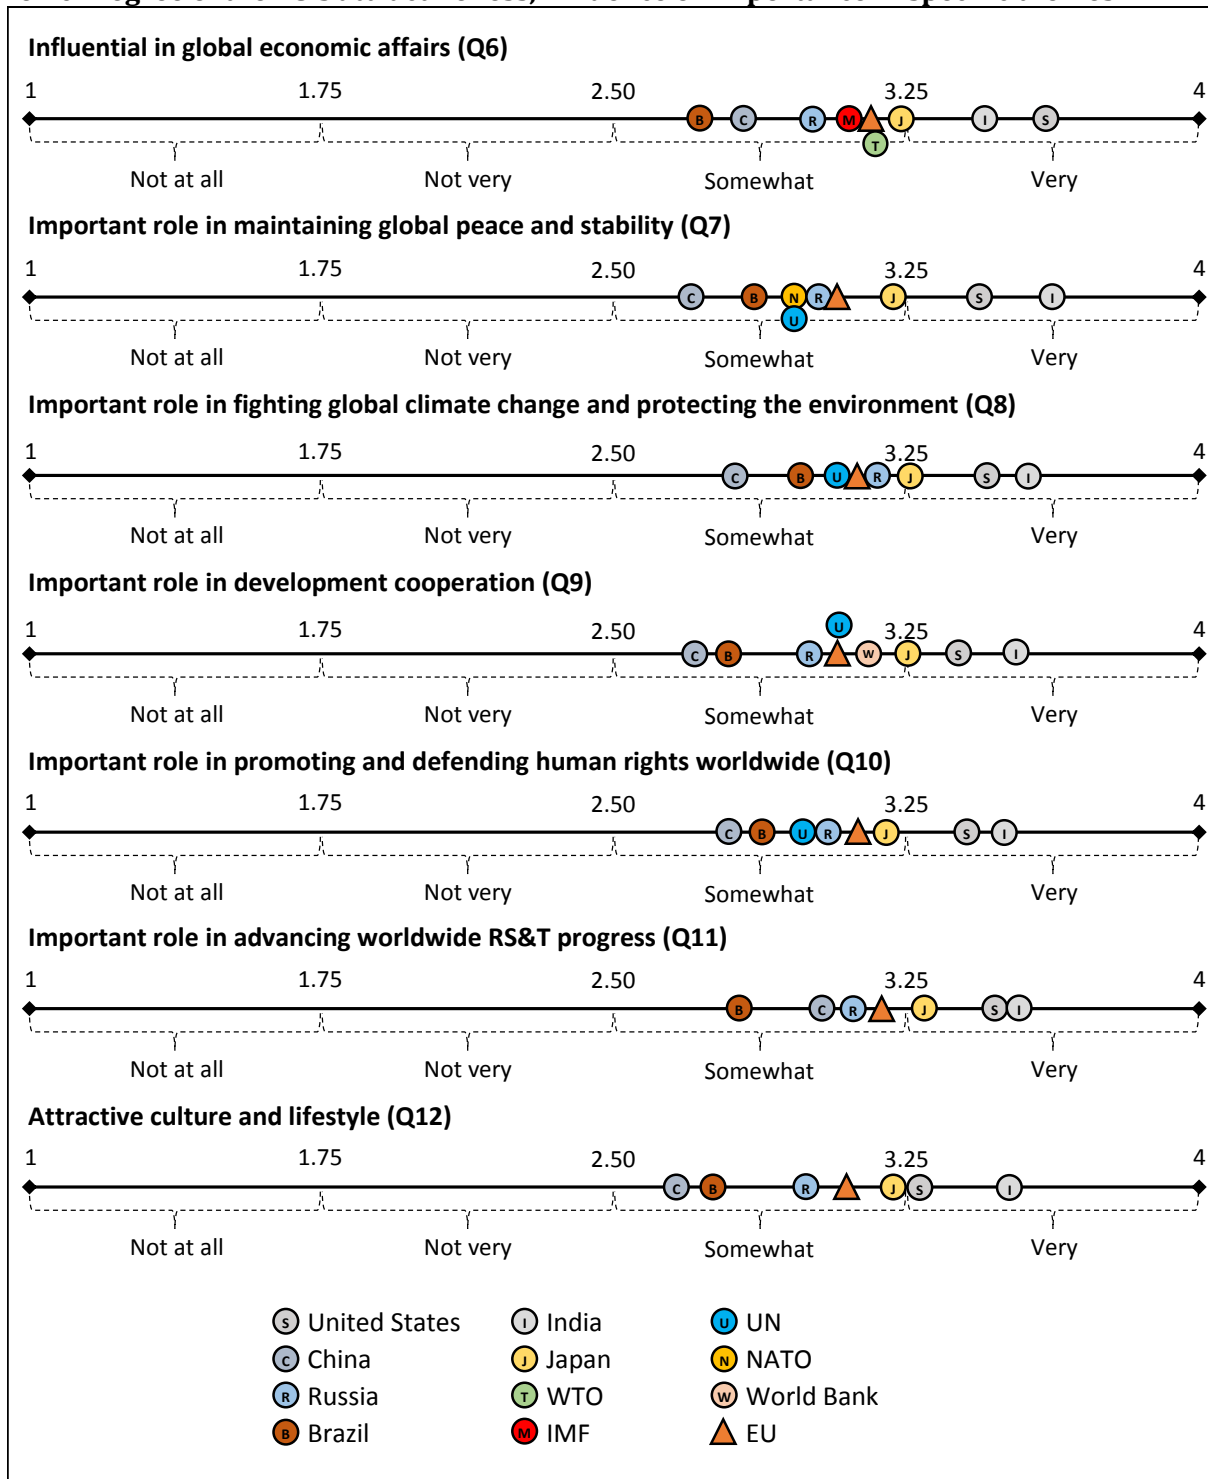 Influential in global economic affairs (Q6)
1 1.75 2.50 3.25 4
B C R M J I S
T
Not at all Not very Somewhat Very
Important role in maintaining global peace and stability (Q7)
1 1.75 2.50 3.25 4
C B N R J S I
U
Not at all Not very Somewhat Very
Important role in fighting global climate change and protecting the environment (Q8)
1 1.75 2.50 3.25 4
C B U R J S I
Not at all Not very Somewhat Very
Important role in development cooperation (Q9)
1 1.75 2.50 U 3.25 4
C B R W J S I
Not at all Not very Somewhat Very
Important role in promoting and defending human rights worldwide (Q10)
1 1.75 2.50 3.25 4
C B U R J S I
Not at all Not very Somewhat Very
Important role in advancing worldwide RS&T progress (Q11)
1 1.75 2.50 3.25 4
B C R J S I
Not at all Not very Somewhat Very
Attractive culture and lifestyle (Q12)
1 1.75 2.50 3.25 4
C B R J S I
Not at all Not very Somewhat Very
S United States I India U UN
C China J Japan N NATO
R Russia T WTO W World Bank
B Brazil M IMF EU